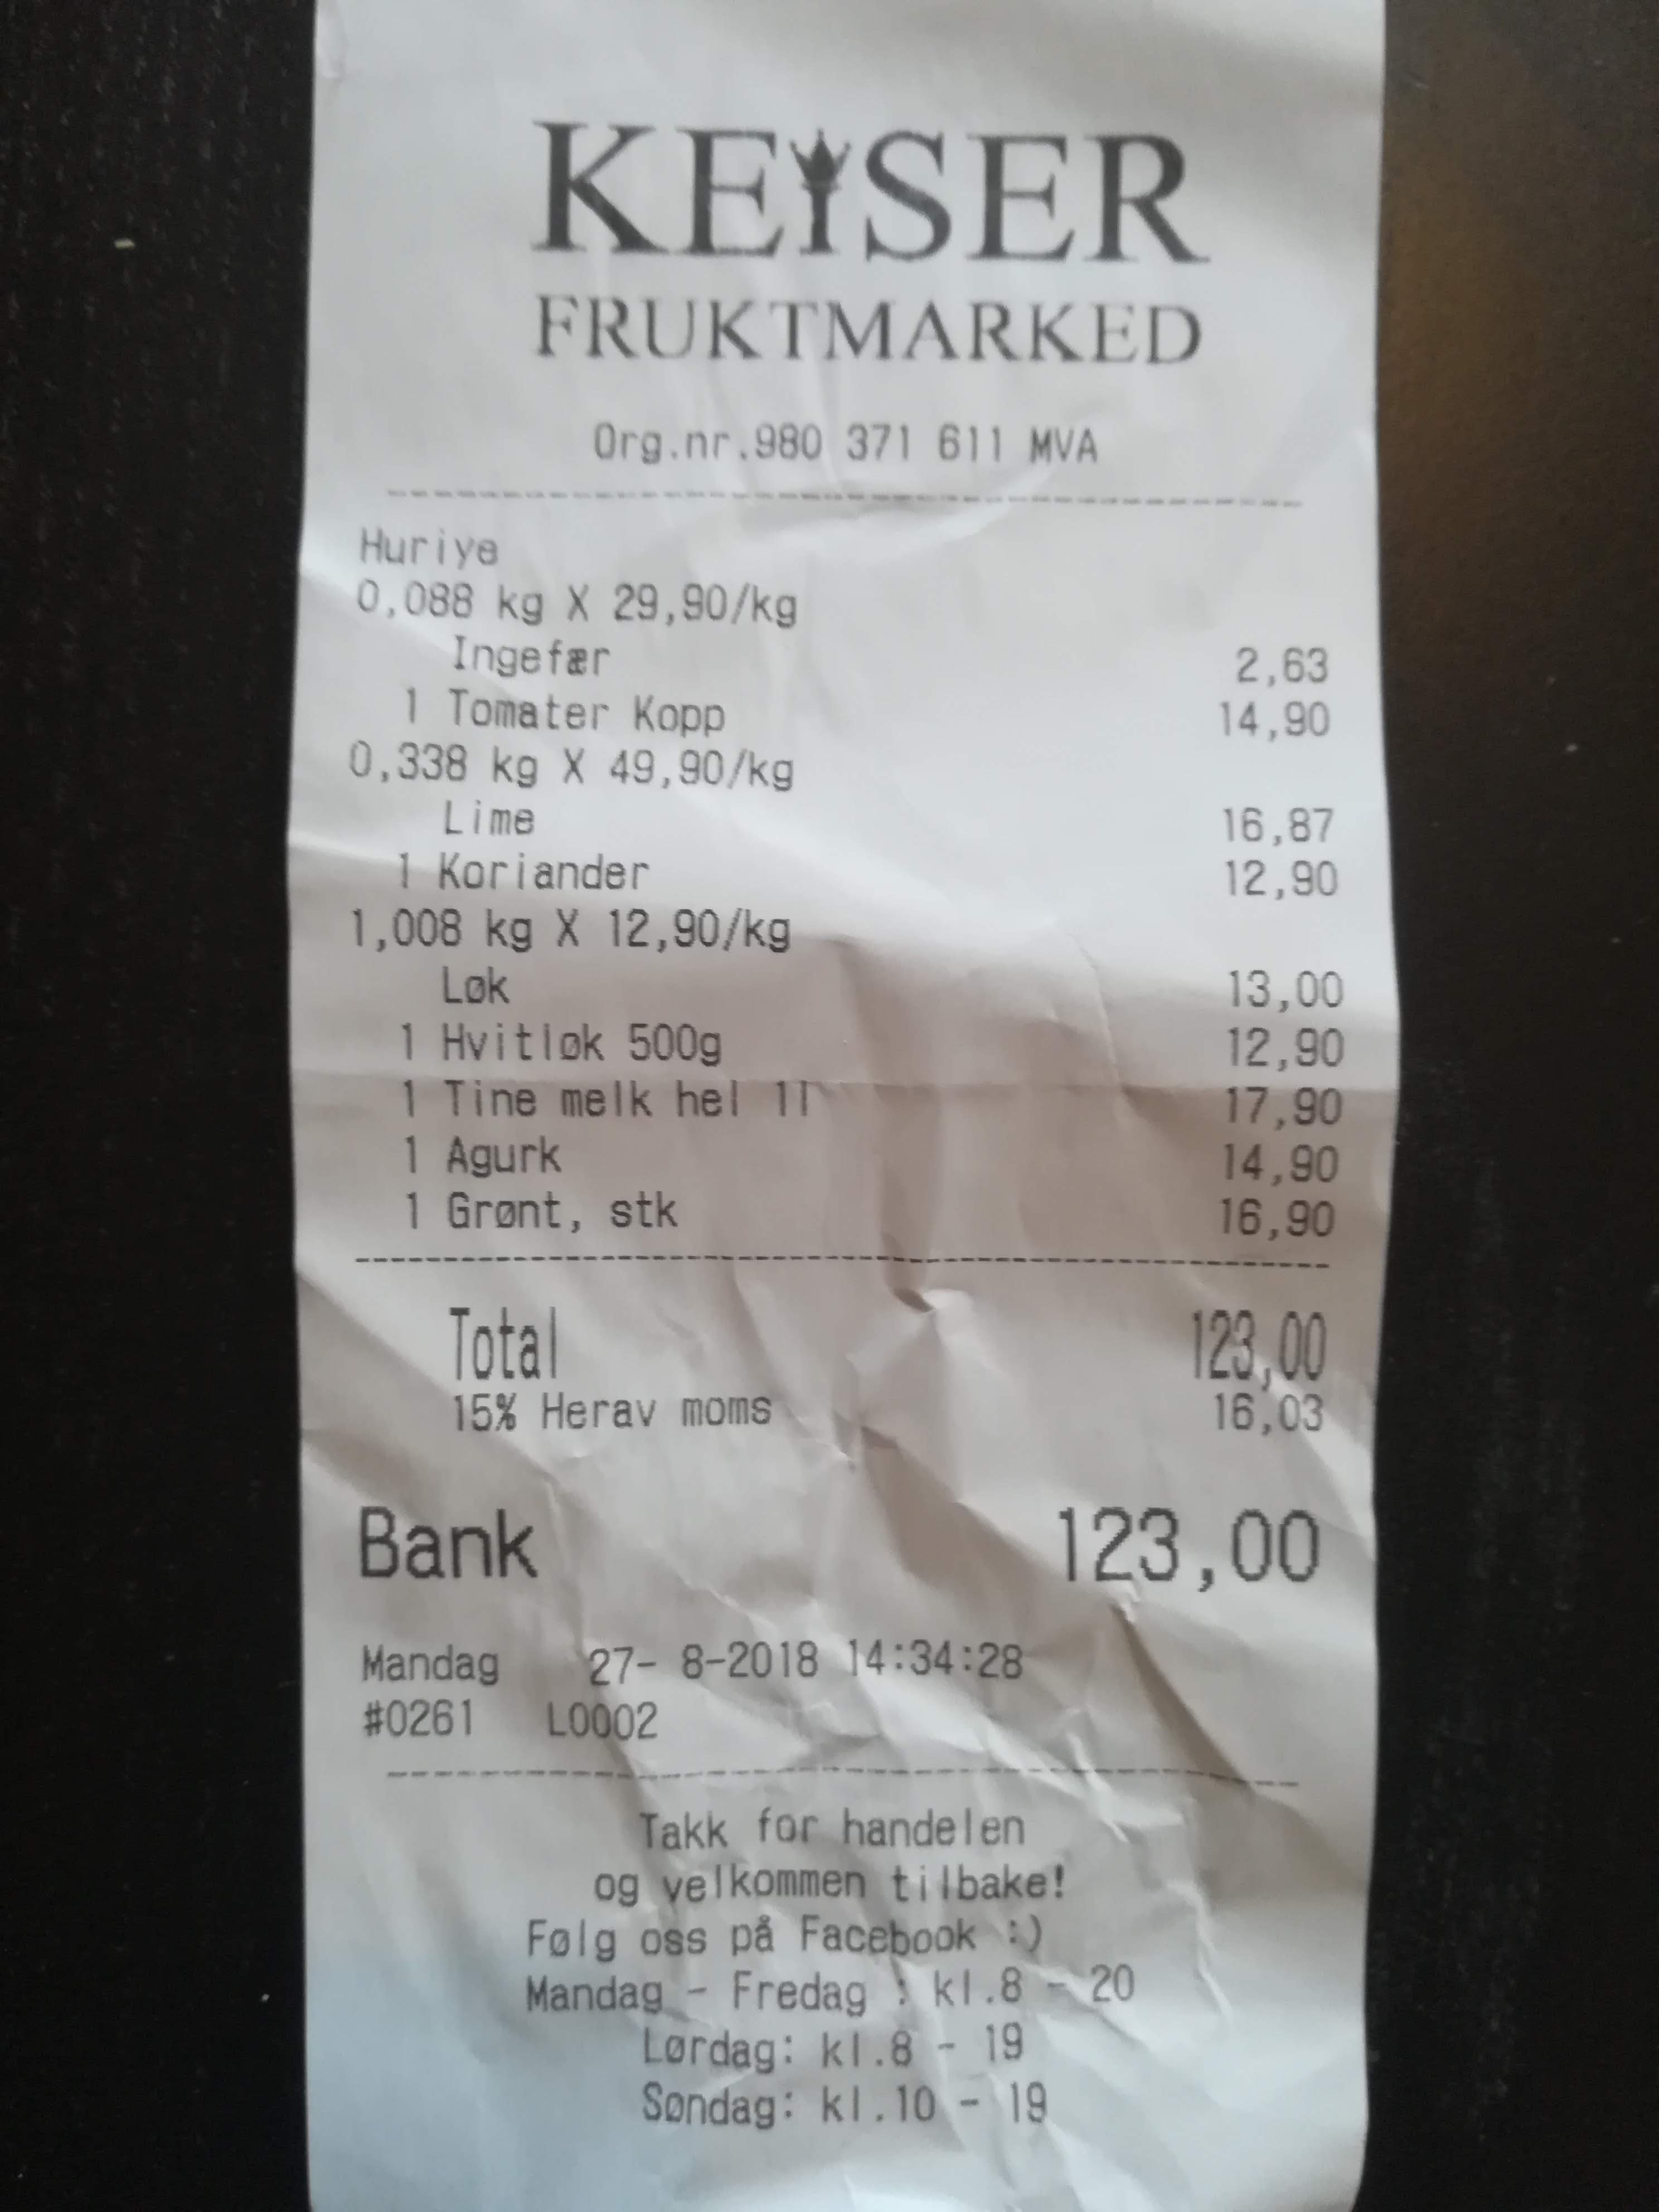 KEISER
FRUKTMARKED
Org.nr.980 371 611 MVA
Huriye
0,088 kg X 29,90/kg
Ingefær 2,63
1 Tomater Kopp 14,90
0,338 kg X 49,90/kg
Lime 16,87
1 Koriander 12,90
1,008 kg X 12,90/kg
Løk 13,00
1 Hvitløk 500g 12,90
1 Tine melk hel 1l 17,90
1 Agurk 14,90
1 Grønt, stk 16,90
Total 123,00
15% Herav moms 16,03
Bank 123,00
Mandag 27- 8-2018 14:34:28
#0261 L0002
Takk for handelen
og velkommen tilbake!
Følg oss på Facebook :)
Mandag - Fredag : kl.8 - 20
Lørdag: kl.8 - 19
Søndag: kl.10 - 19